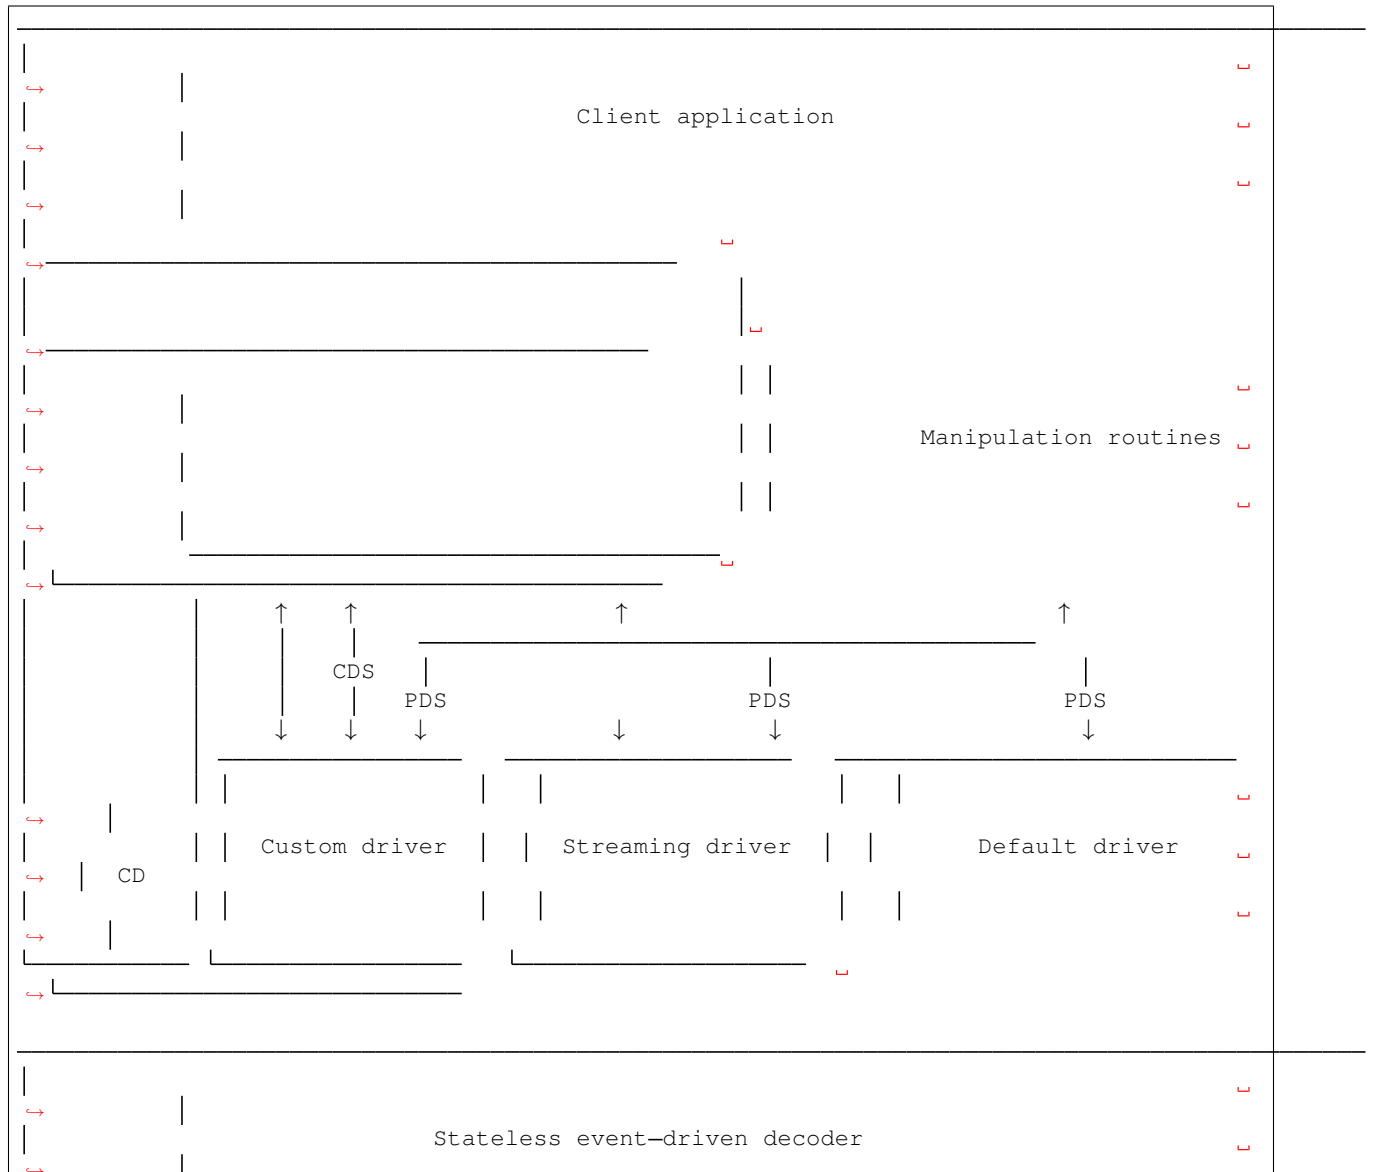 Client application
Manipulation routines
CDS
PDS PDS PDS
Custom driver Streaming driver Default driver
CD
Stateless event—driven decoder